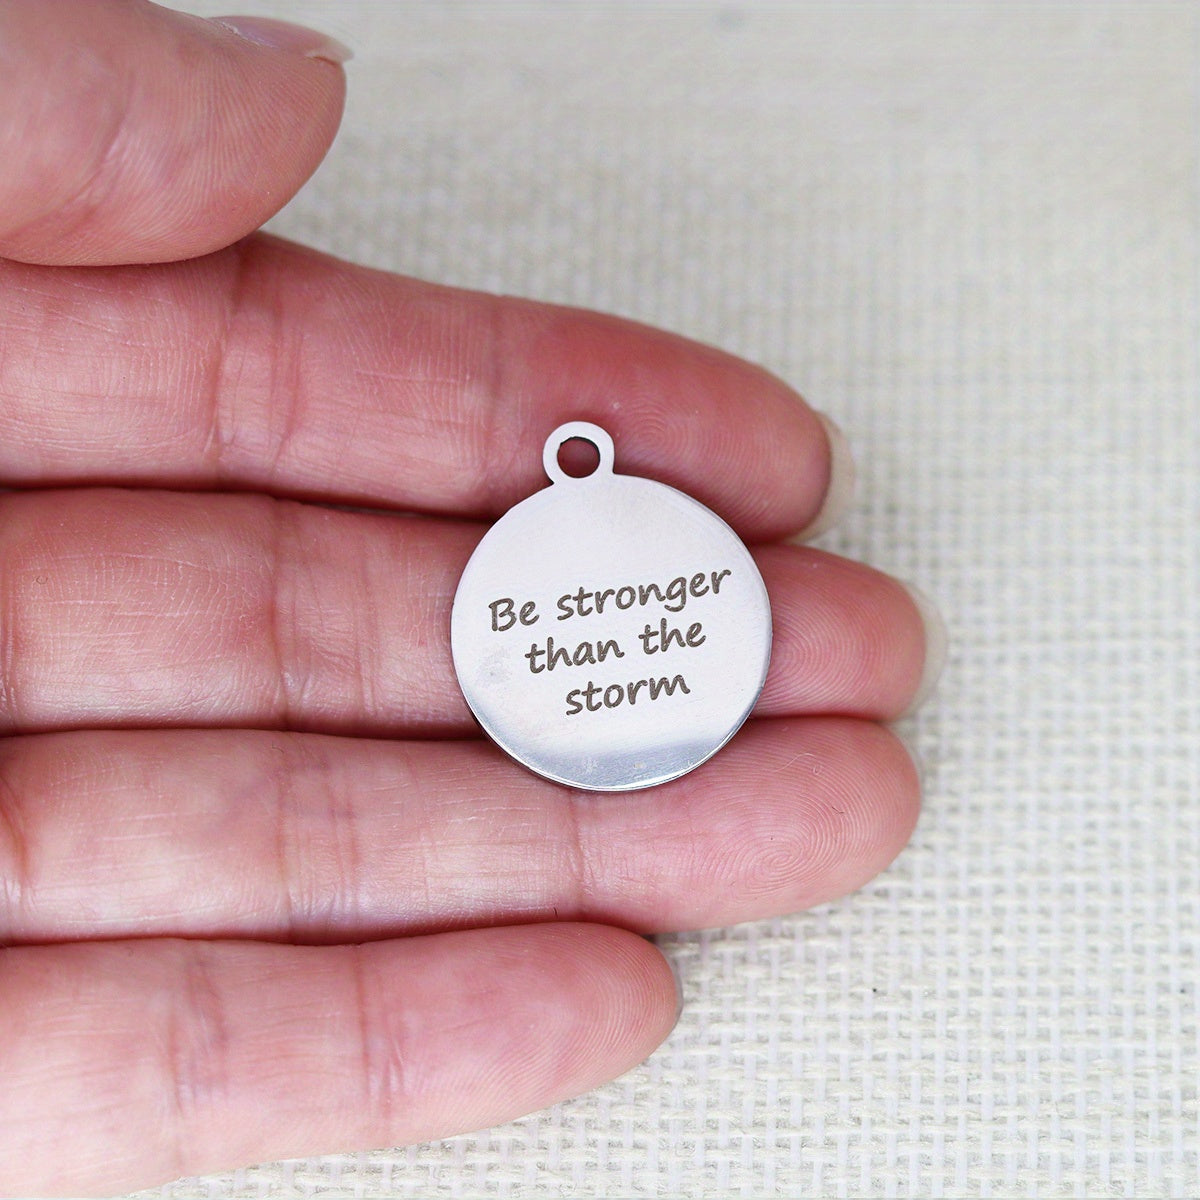 Be stronger
than the
storm